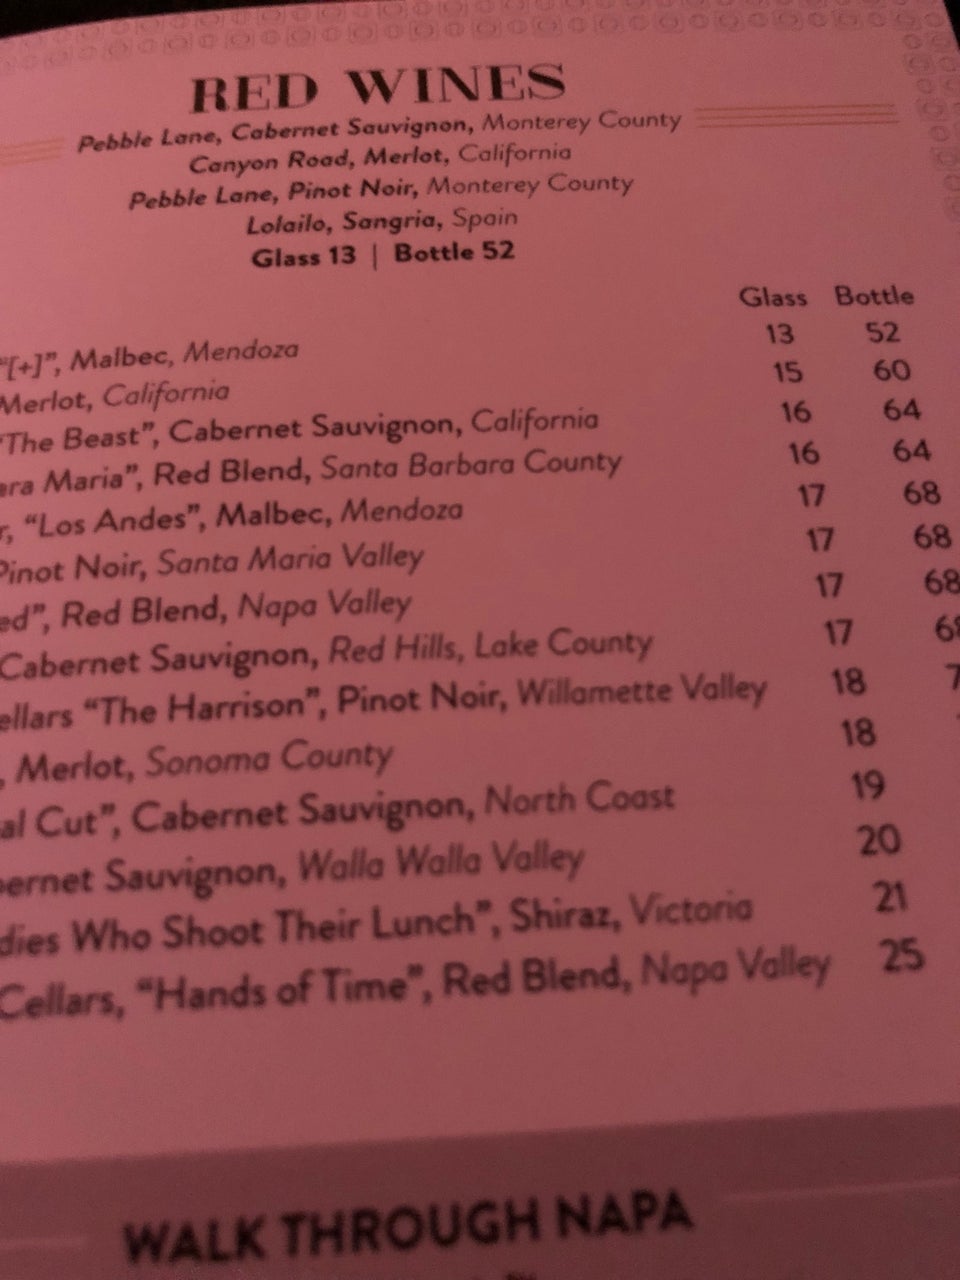 RED WINES
Pebble Lane, Cabernet Sauvignon, Monterey County
Canyon Road, Merlot, California
Pebble Lane, Pinot Noir, Monterey County
Lolailo, Sangria, Spain
Glass 13 | Bottle 52
Glass Bottle
"[+]", Malbec, Mendoza 13 52
Merlot, California 15 60
"The Beast", Cabernet Sauvignon, California 16 64
ara Maria", Red Blend, Santa Barbara County 16 64
r, "Los Andes", Malbec, Mendoza 17 68
Pinot Noir, Santa Maria Valley 17 68
ed", Red Blend, Napa Valley 17 68
Cabernet Sauvignon, Red Hills, Lake County 17 68
ellars "The Harrison", Pinot Noir, Willamette Valley 18 7
, Merlot, Sonoma County 18
al Cut", Cabernet Sauvignon, North Coast 19
bernet Sauvignon, Walla Walla Valley 20
dies Who Shoot Their Lunch", Shiraz, Victoria 21
Cellars, "Hands of Time", Red Blend, Napa Valley 25
WALK THROUGH NAPA